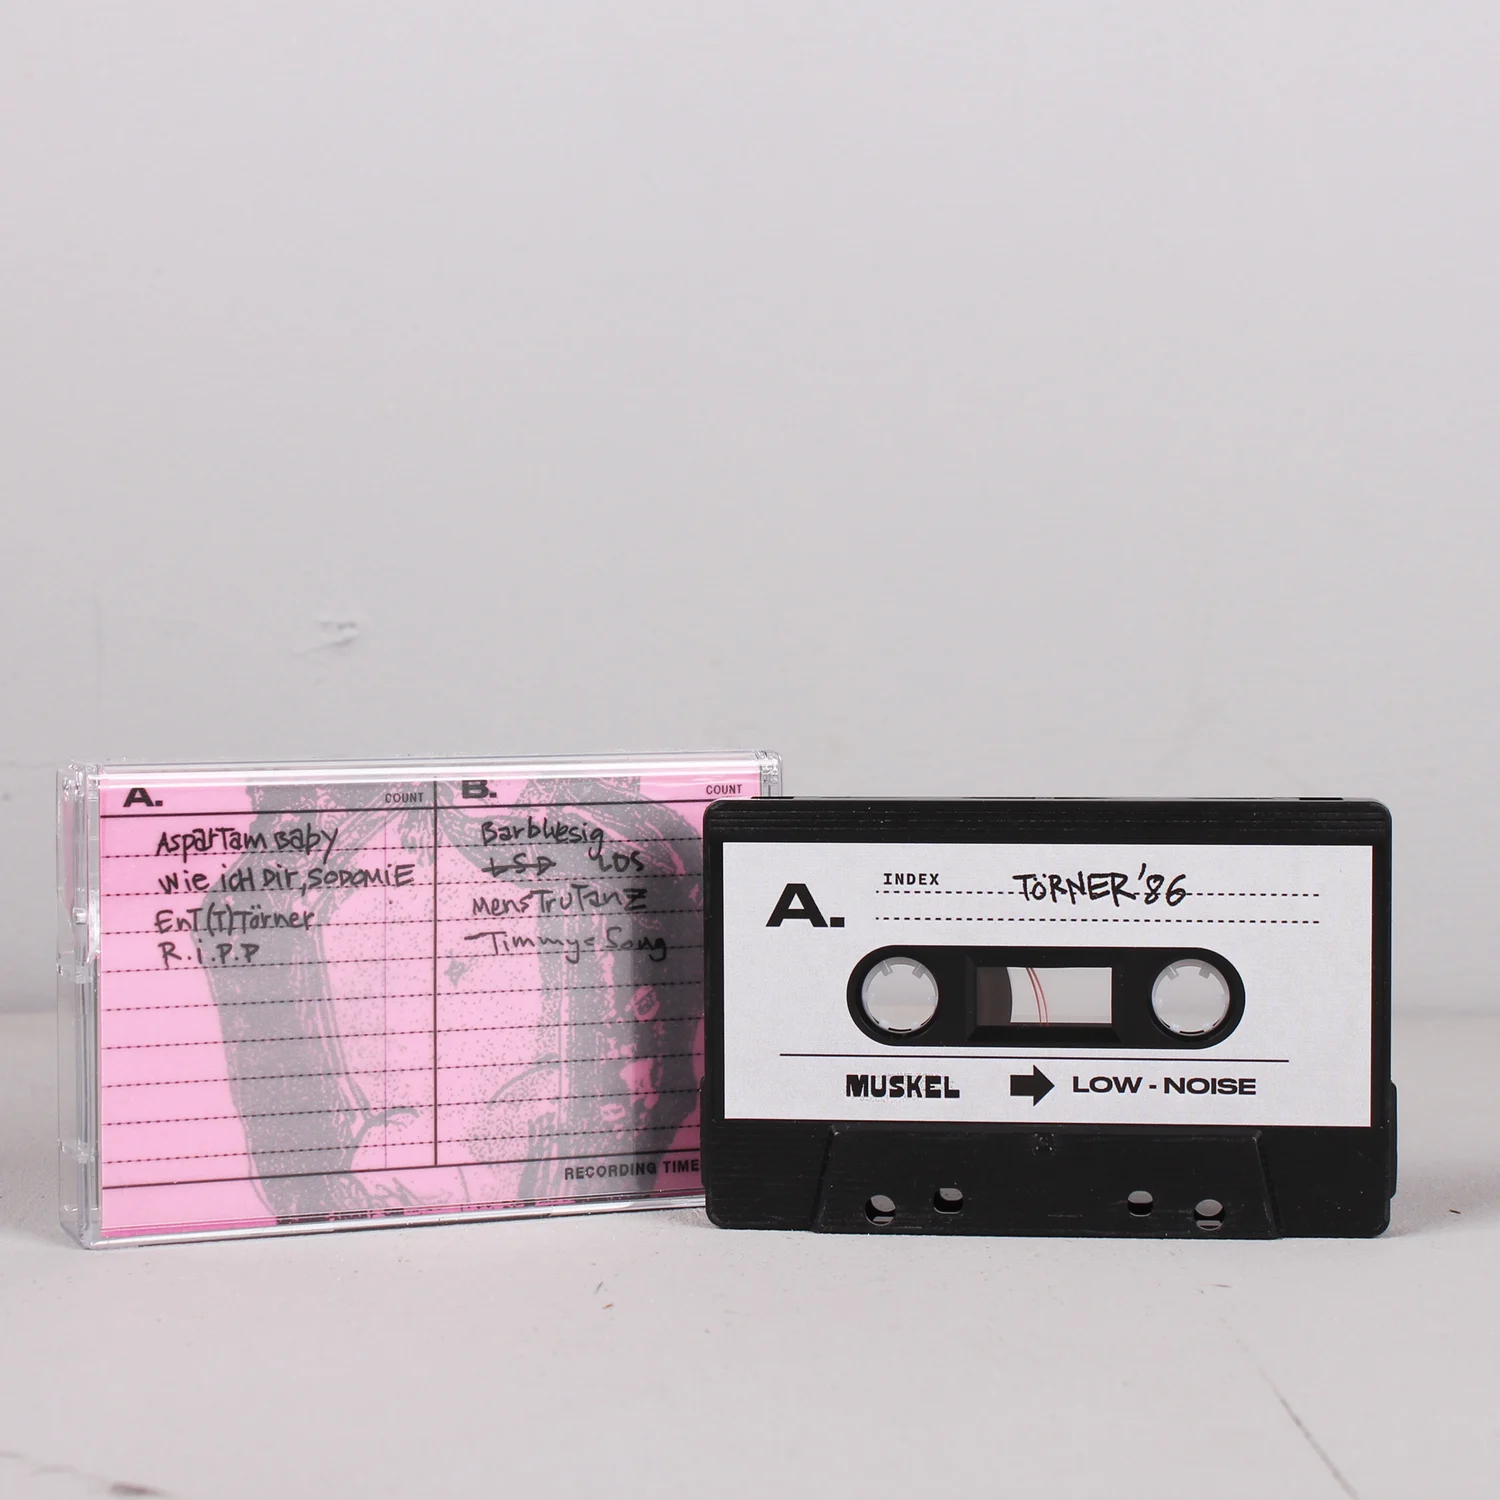 A. COUNT
Aspartam Baby
Wie ich Dir, SODOMiE
EnT(T)Törner
R.i.P.P
B. COUNT
Barbwesig
LSD LOS
MensTruTanZ
Timmys Song
RECORDING TIME
A.
INDEX TÖRNER '86
MUSKEL LOW - NOISE